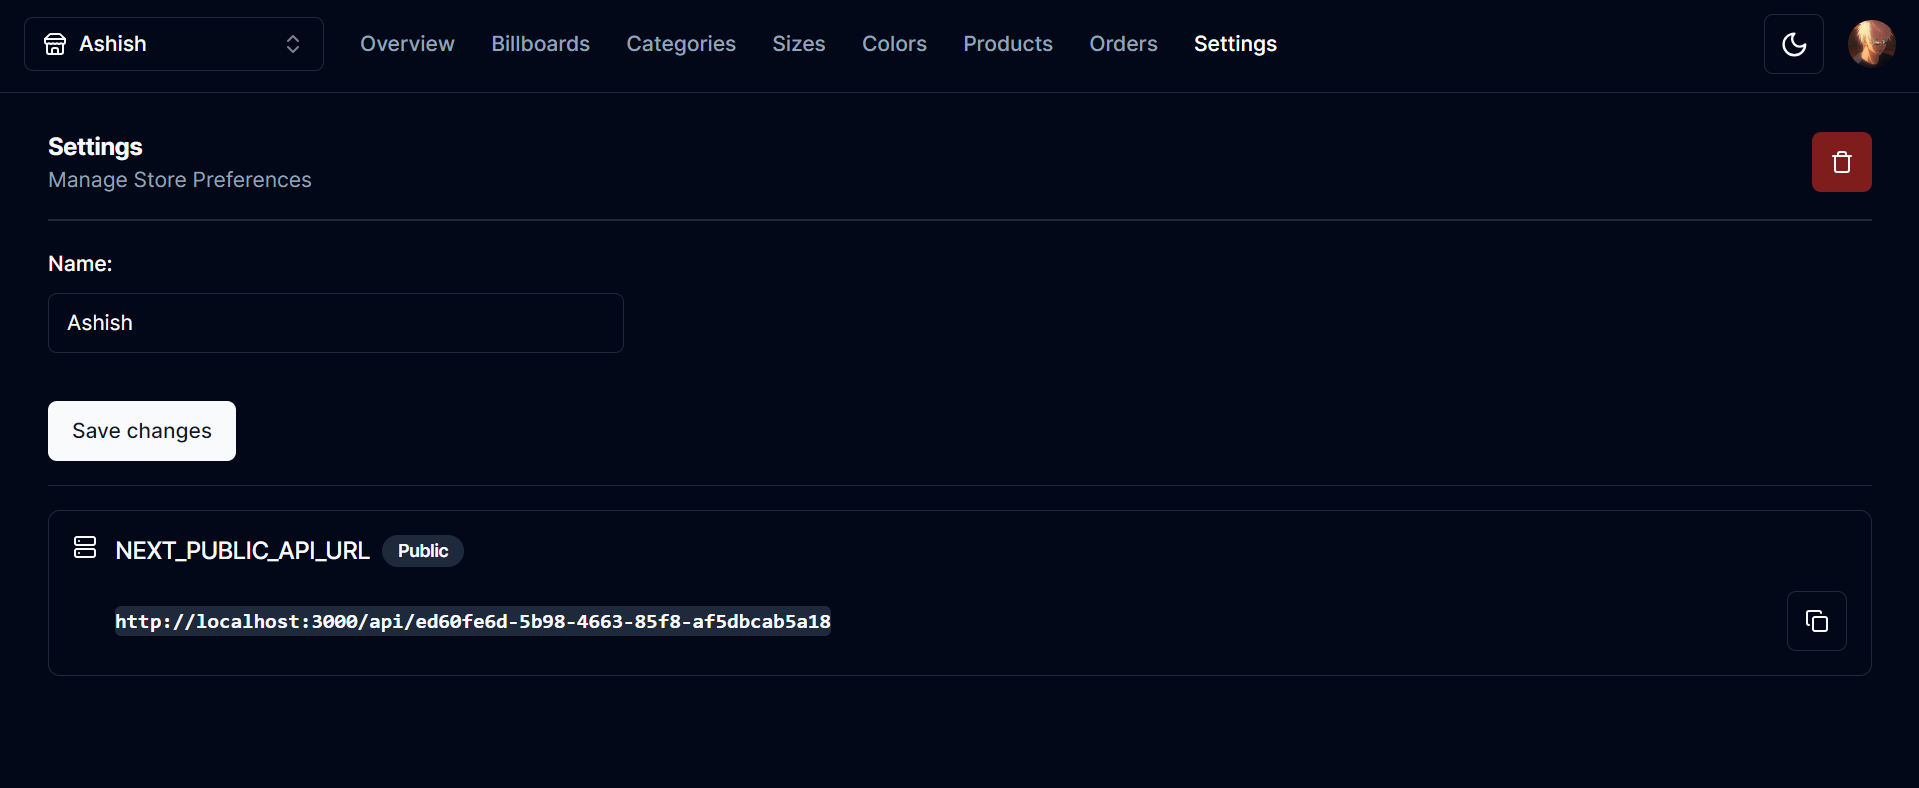 Ashish Overview Billboards Categories Sizes Colors Products Orders Settings
Settings
Manage Store Preferences
Name:
Ashish
Save changes
NEXT_PUBLIC_API_URL Public
http://localhost:3000/api/ed60fe6d-5b98-4663-85f8-af5dbcab5a18